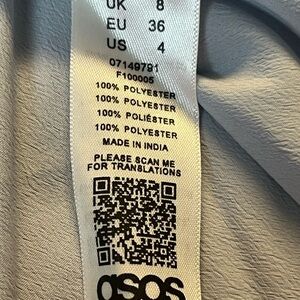 UK 8
EU 36
US 4
07149791
F100005
100% POLYESTER
100% POLYESTER
100% POLIÉSTER
100% POLYESTER
MADE IN INDIA
PLEASE SCAN ME
FOR TRANSLATIONS
asos